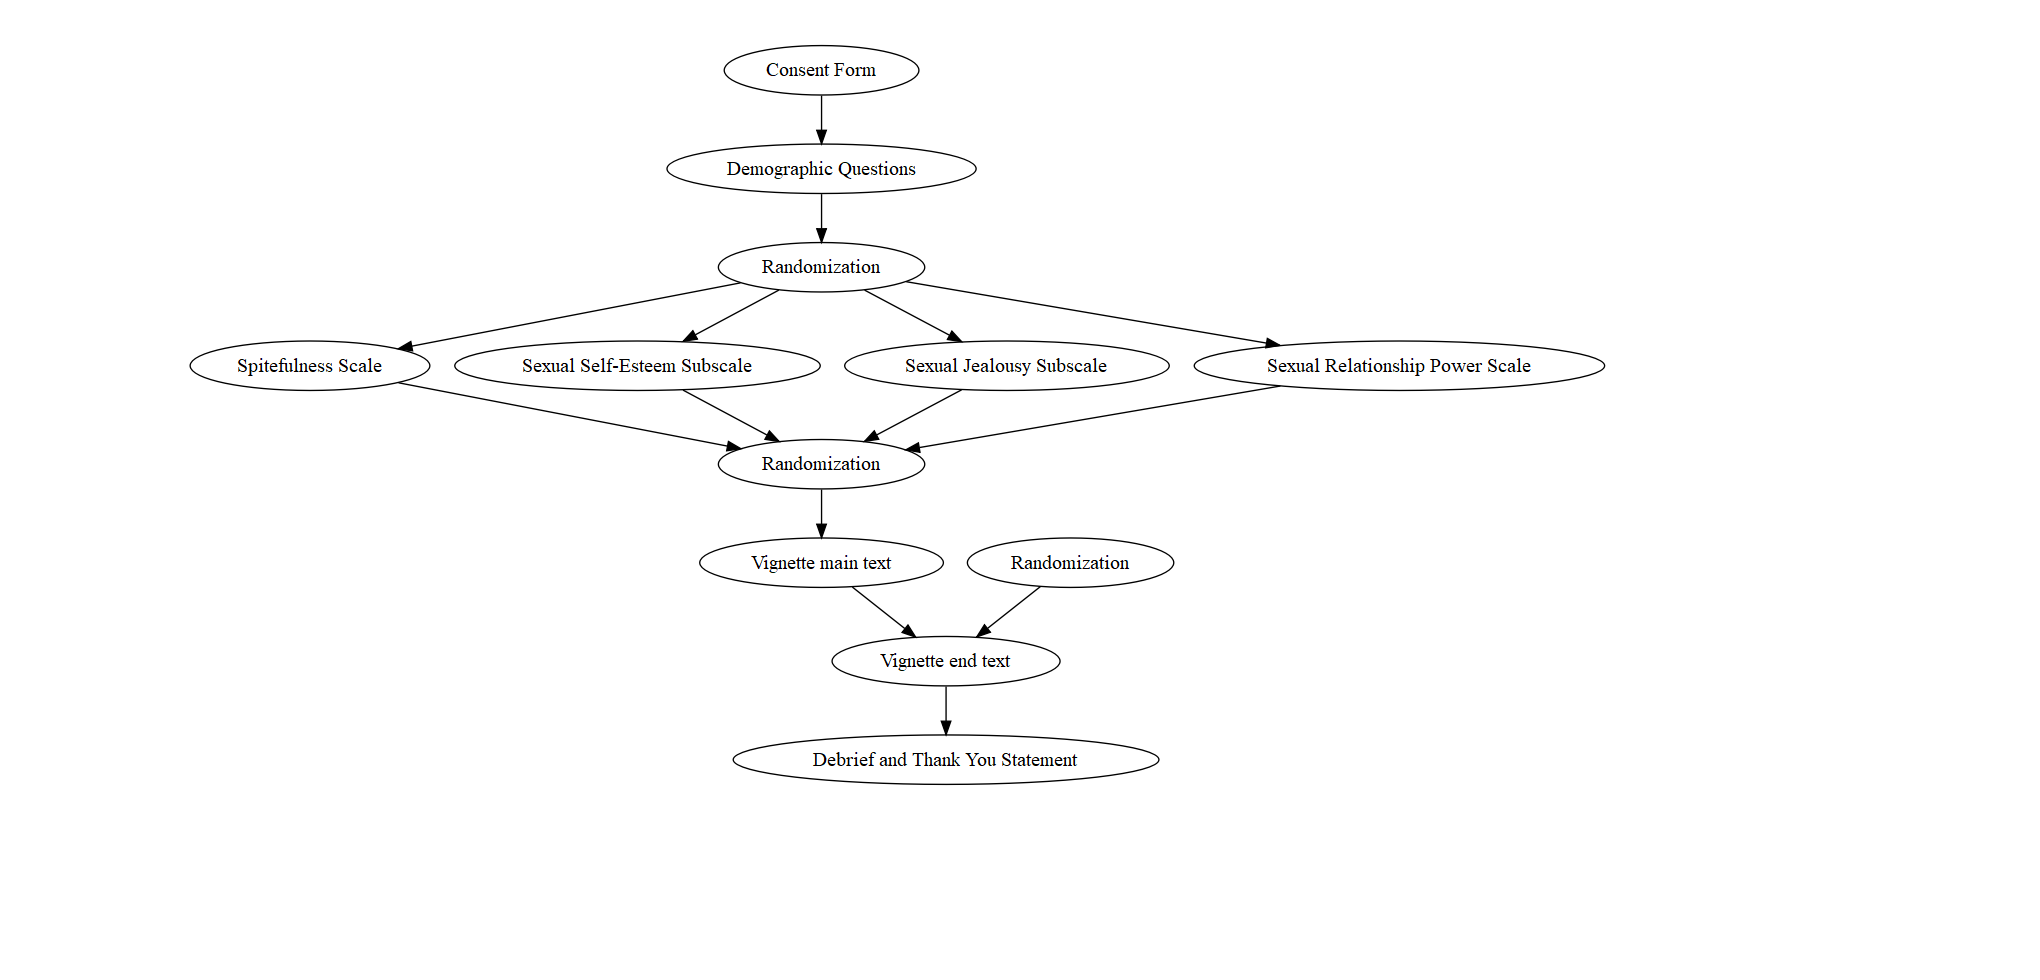 Consent Form
Demographic Questions
Randomization
Spitefulness Scale
Sexual Self-Esteem Subscale
Sexual Jealousy Subscale
Sexual Relationship Power Scale
Randomization
Vignette main text
Randomization
Vignette end text
Debrief and Thank You Statement